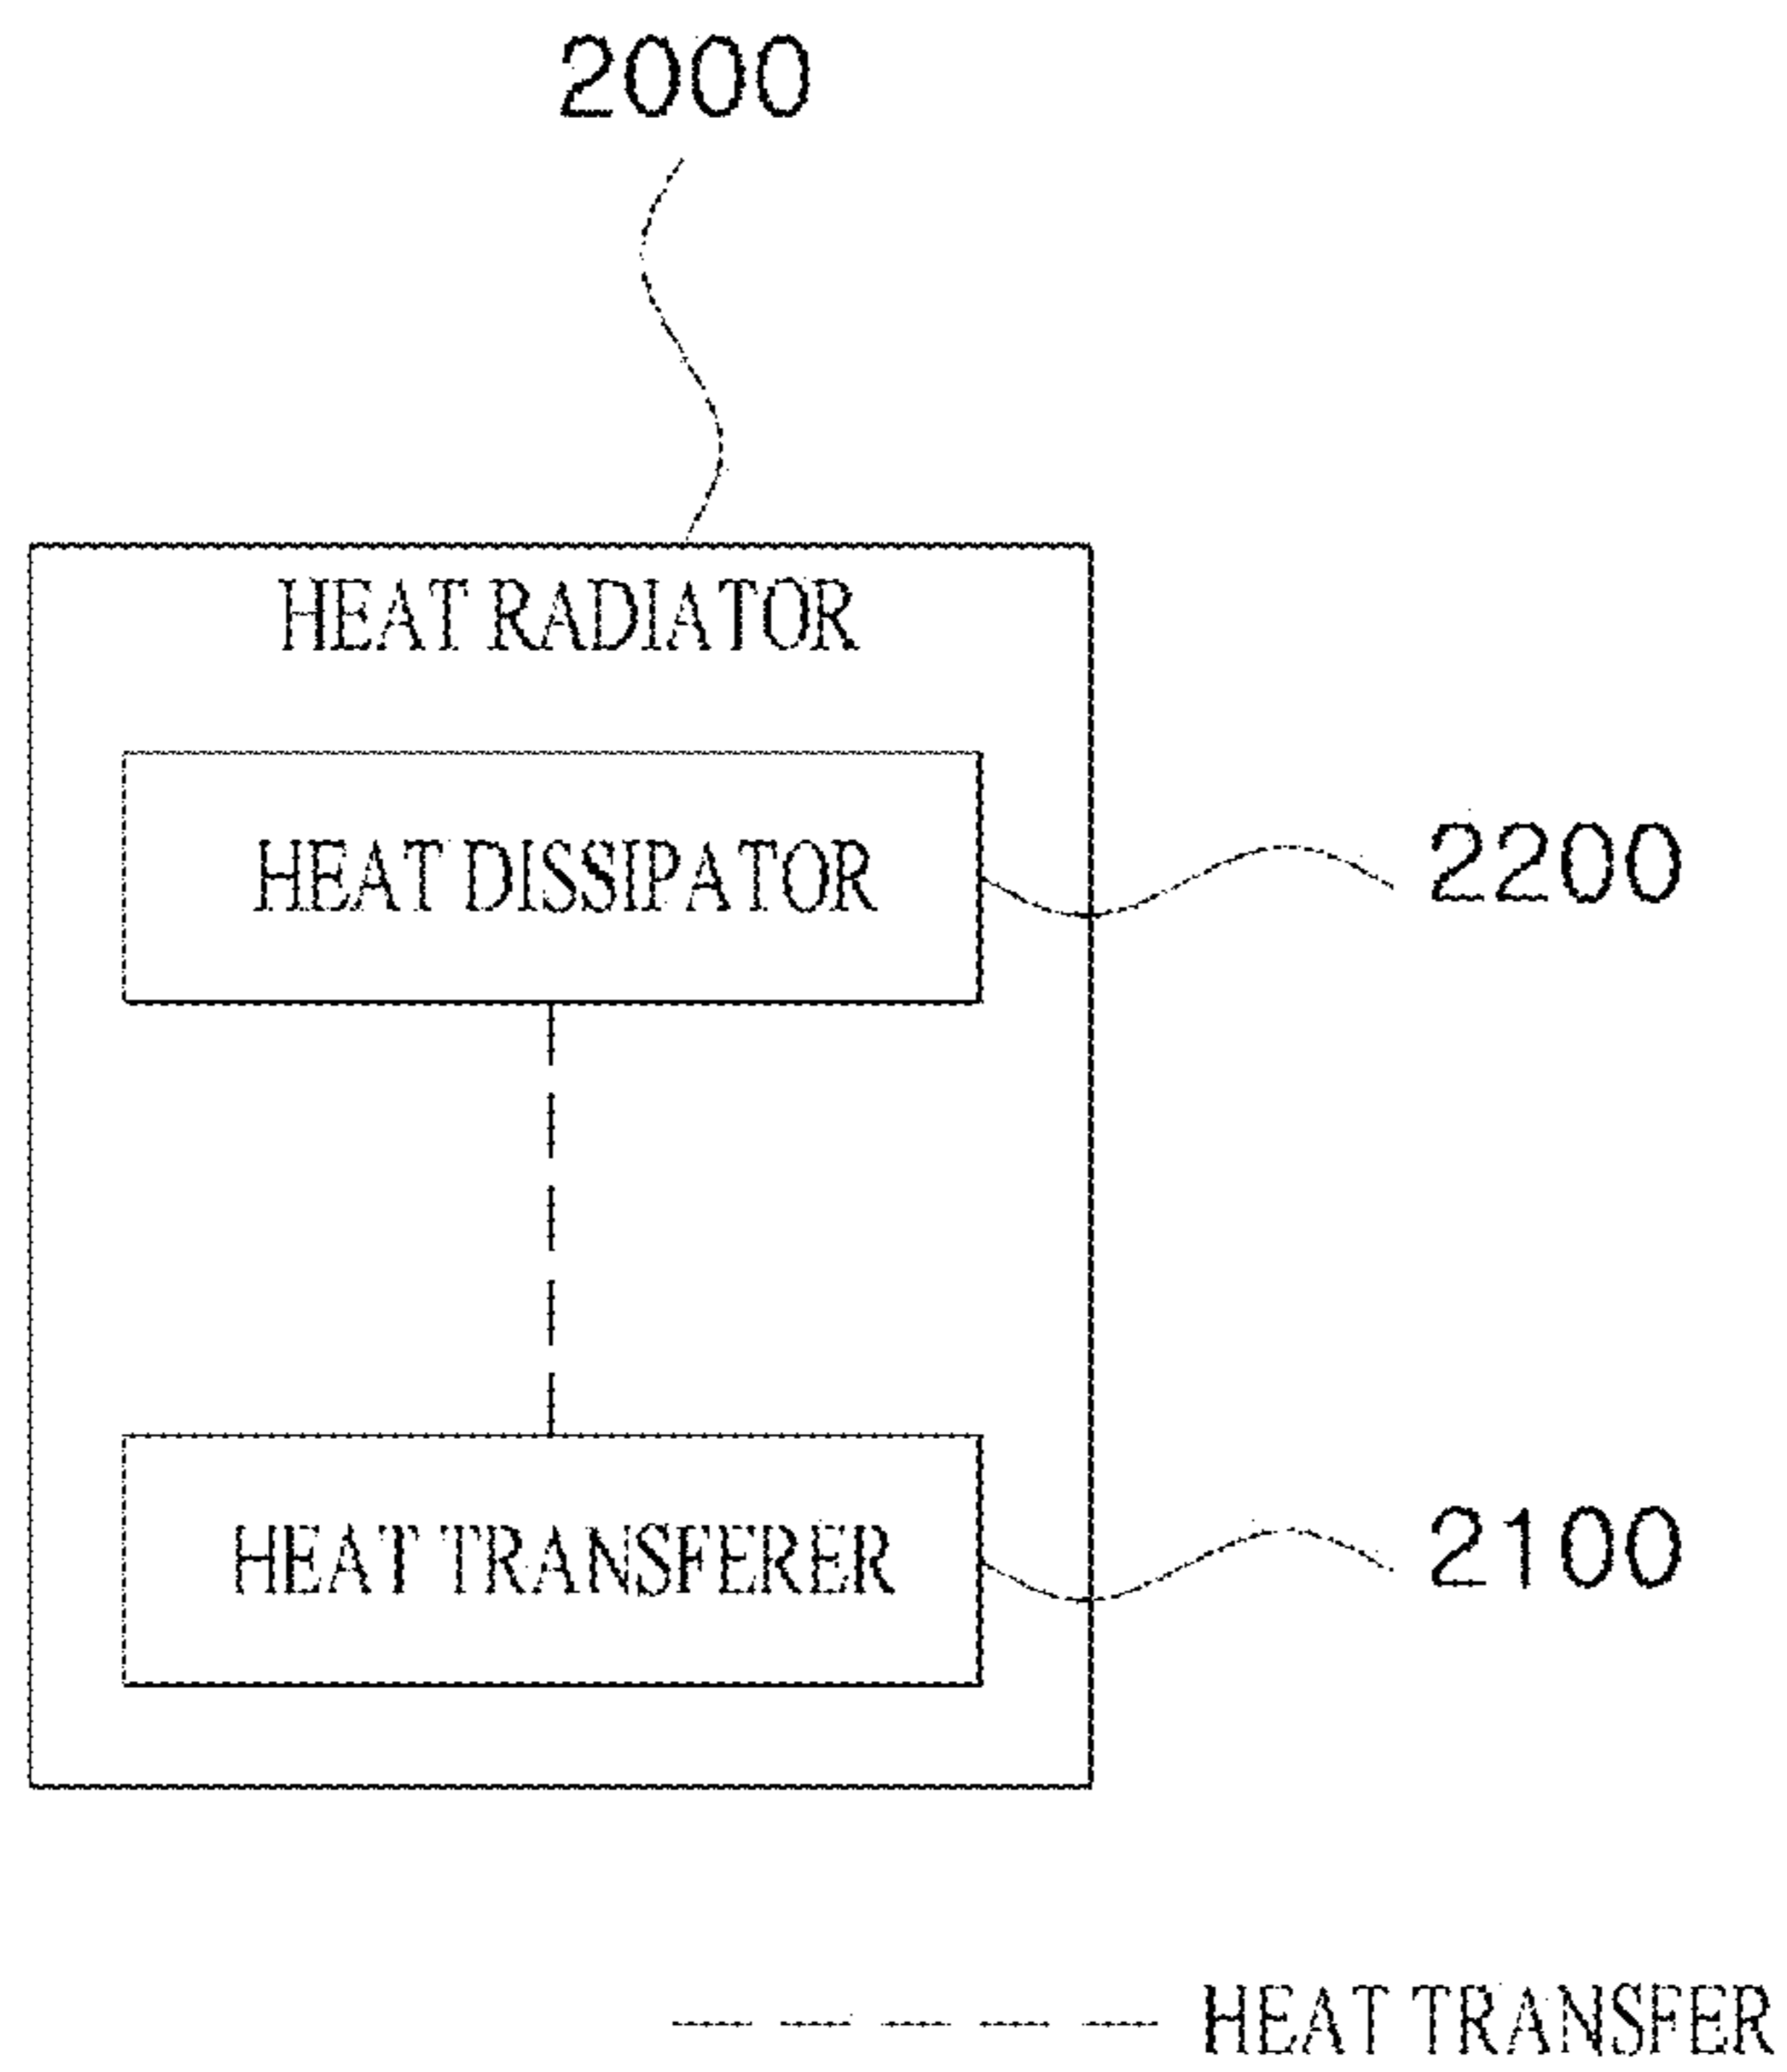 2000
HEAT RADIATOR
HEAT DISSIPATOR
2200
HEAT TRANSFERER
2100
HEAT TRANSFER